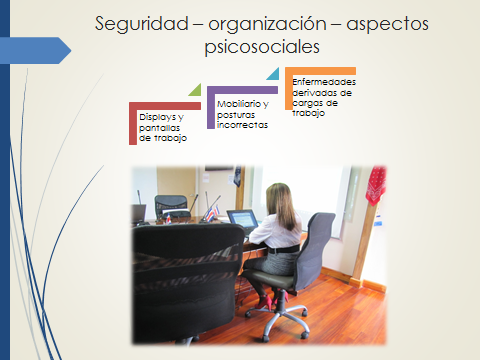 Seguridad – organización – aspectos
psicosociales
Displays y
pantallas
de trabajo
Mobiliario y
posturas
incorrectas
Enfermedades
derivadas de
cargas de
trabajo